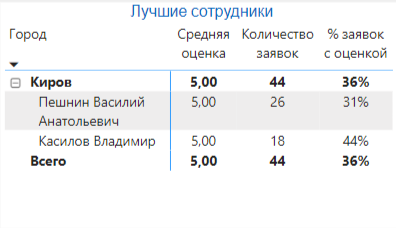 Лучшие сотрудники
Город Средняя Количество % заявок
оценка заявок с оценкой
Киров 5,00 44 36%
Пешнин Василий 5,00 26 31%
Анатольевич
Касилов Владимир 5,00 18 44%
Всего 5,00 44 36%